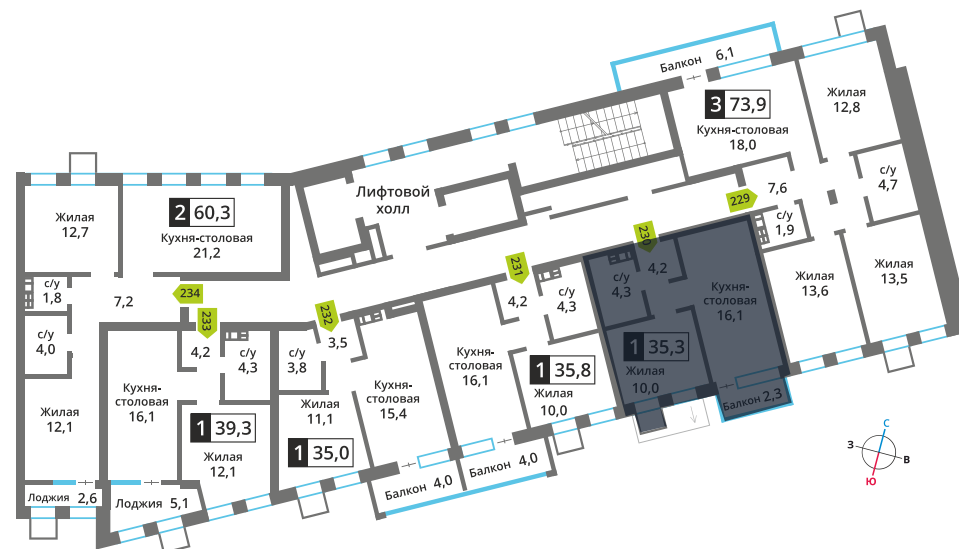 Балкон 6,1
3 73,9
Кухня-столовая
18,0
Жилая
12,8
с/у
4,7
7,6
с/у
1,9
229
Жилая
13,6
Жилая
13,5
Лифтовой
холл
Жилая
12,7
2 60,3
Кухня-столовая
21,2
с/у
1,8
7,2
234
с/у
4,0
Жилая
12,1
Лоджия 2,6
233
4,2
с/у
4,3
Кухня-
столовая
16,1
1 39,3
Жилая
12,1
Лоджия 5,1
232
3,5
с/у
3,8
Жилая
11,1
1 35,0
Кухня-
столовая
15,4
Балкон 4,0
231
4,2
с/у
4,3
Кухня-
столовая
16,1
1 35,8
Жилая
10,0
Балкон 4,0
230
4,2
с/у
4,3
Кухня-
столовая
16,1
1 35,3
Жилая
10,0
Балкон 2,3
С
З
В
Ю